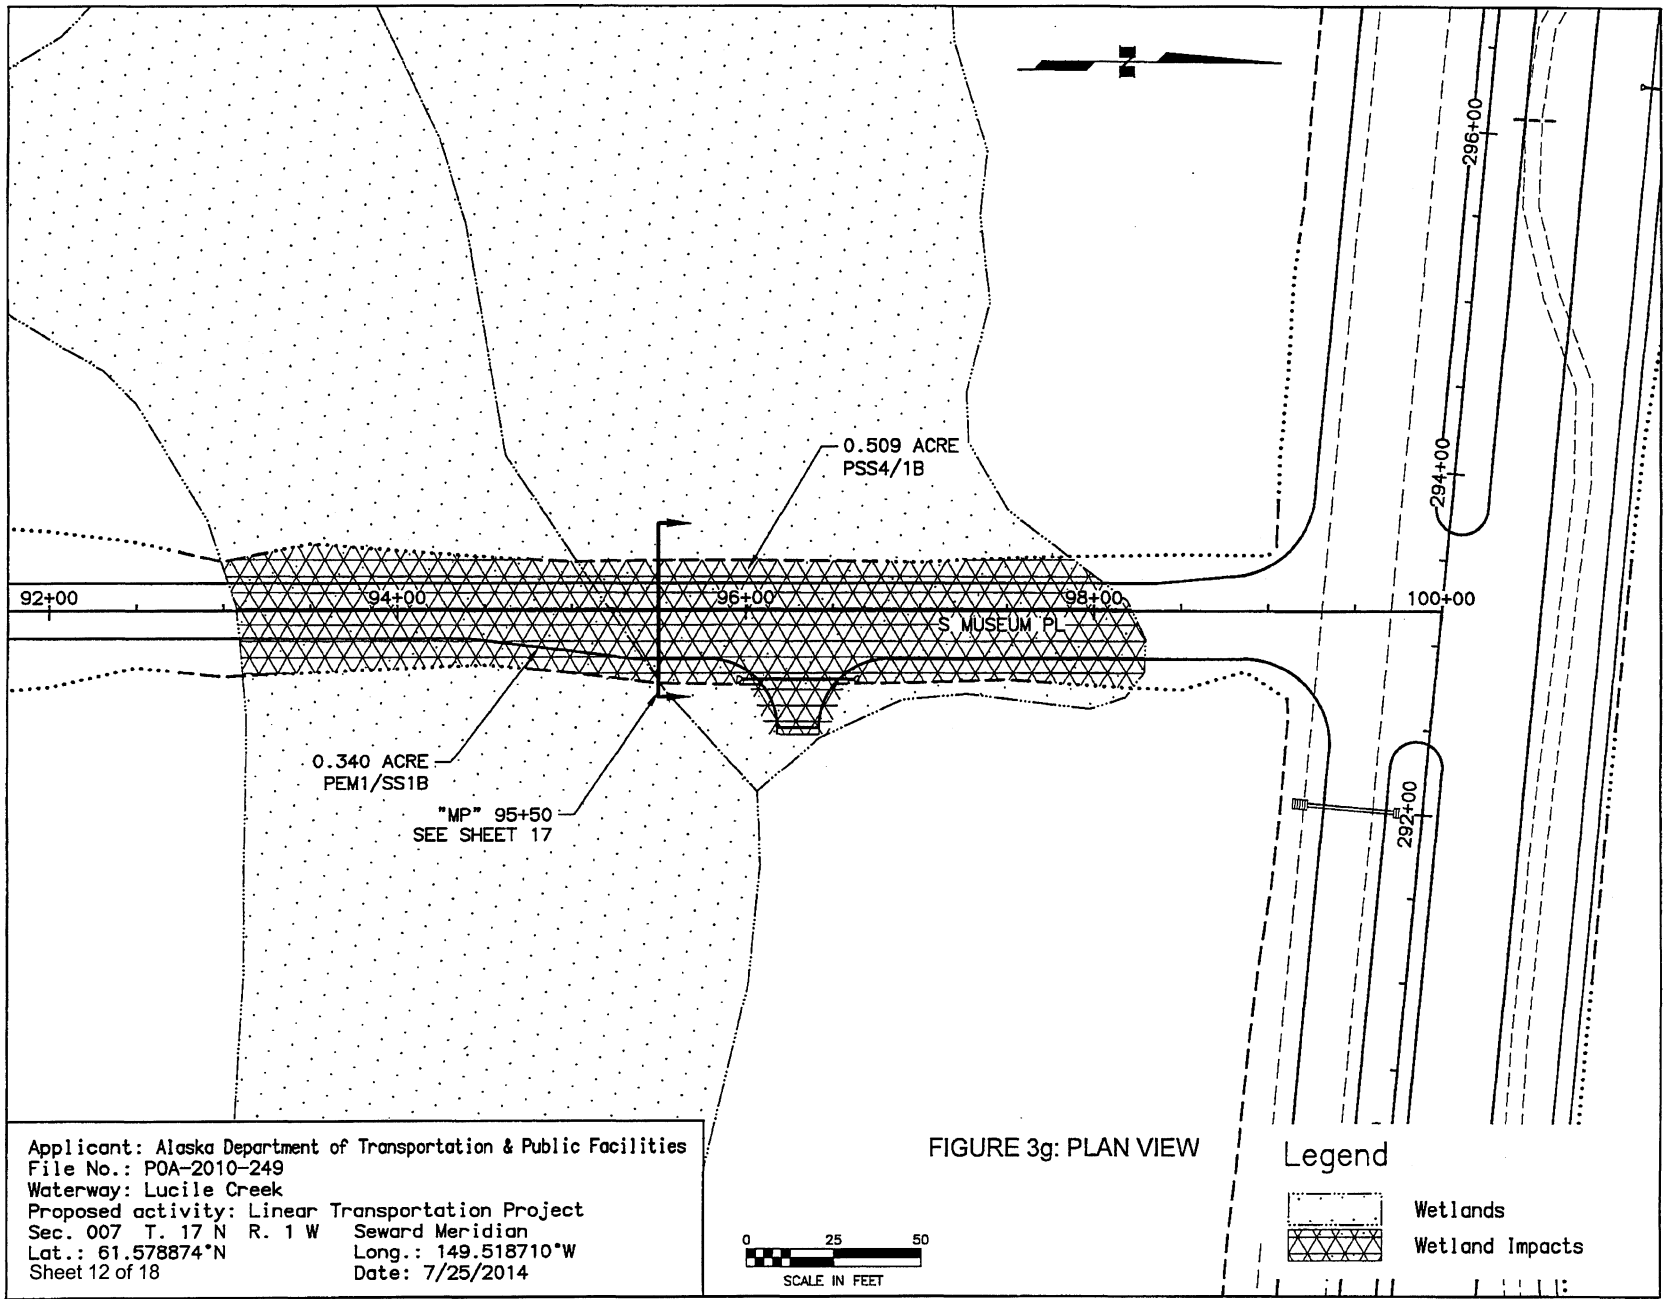 N
296+00
294+00
0.509 ACRE
PSS4/1B
92+00
94+00
96+00
98+00
100+00
S MUSEUM PL
0.340 ACRE
PEM1/SS1B
"MP" 95+50
SEE SHEET 17
292+00
Applicant: Alaska Department of Transportation & Public Facilities
File No.: POA-2010-249
Waterway: Lucile Creek
Proposed activity: Linear Transportation Project
Sec. 007 T. 17 N R. 1 W Seward Meridian
Lat.: 61.578874°N Long.: 149.518710°W
Sheet 12 of 18 Date: 7/25/2014
FIGURE 3g: PLAN VIEW
0 25 50
SCALE IN FEET
Legend
Wetlands
Wetland Impacts